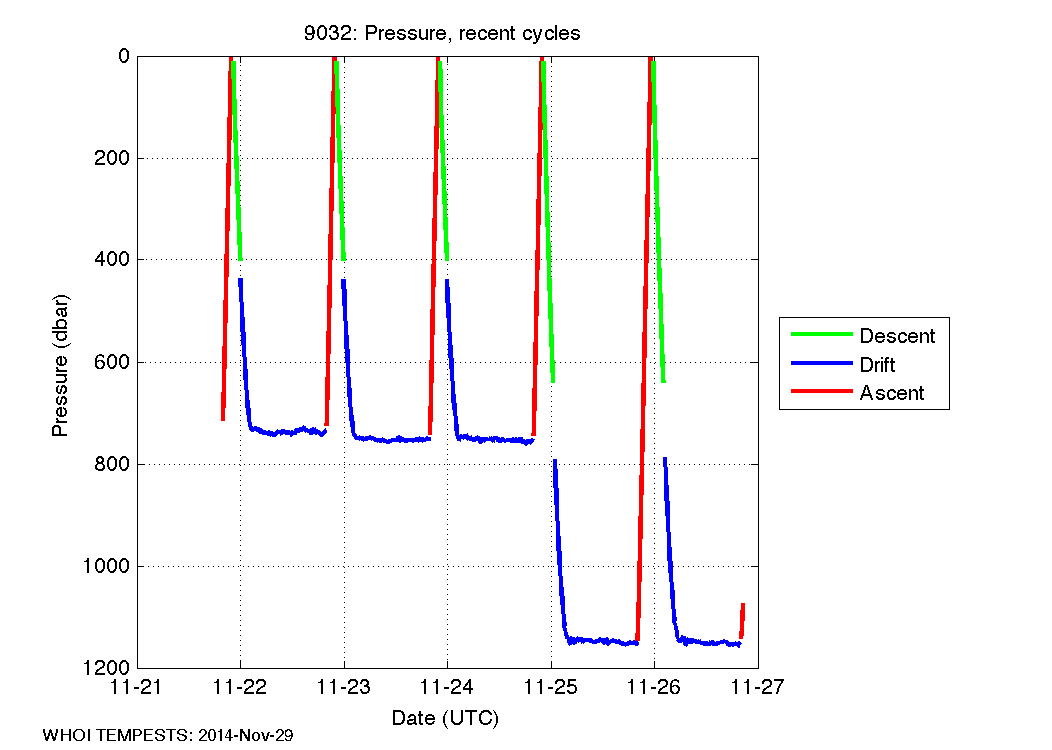 9032: Pressure, recent cycles
0
200
400
600
800
1000
1200
Pressure (dbar)
11-21 11-22 11-23 11-24 11-25 11-26 11-27
Date (UTC)
Descent
Drift
Ascent
WHOI TEMPESTS: 2014-Nov-29